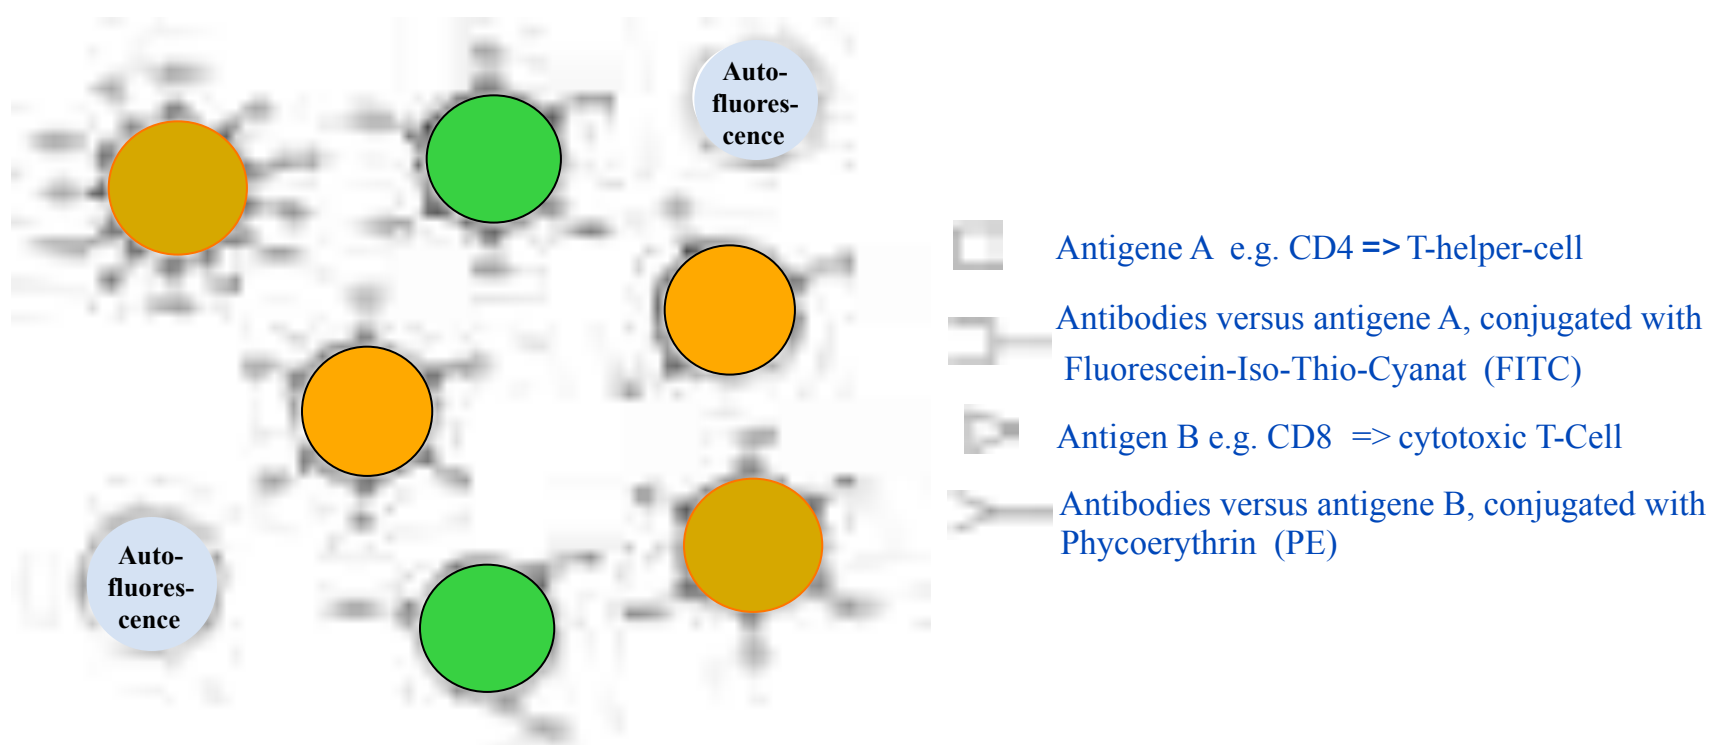 Auto-
fluores-
cence
Auto-
fluores-
cence
Antigene A e.g. CD4 => T-helper-cell
Antibodies versus antigene A, conjugated with
Fluorescein-Iso-Thio-Cyanat (FITC)
Antigen B e.g. CD8 => cytotoxic T-Cell
Antibodies versus antigene B, conjugated with
Phycoerythrin (PE)